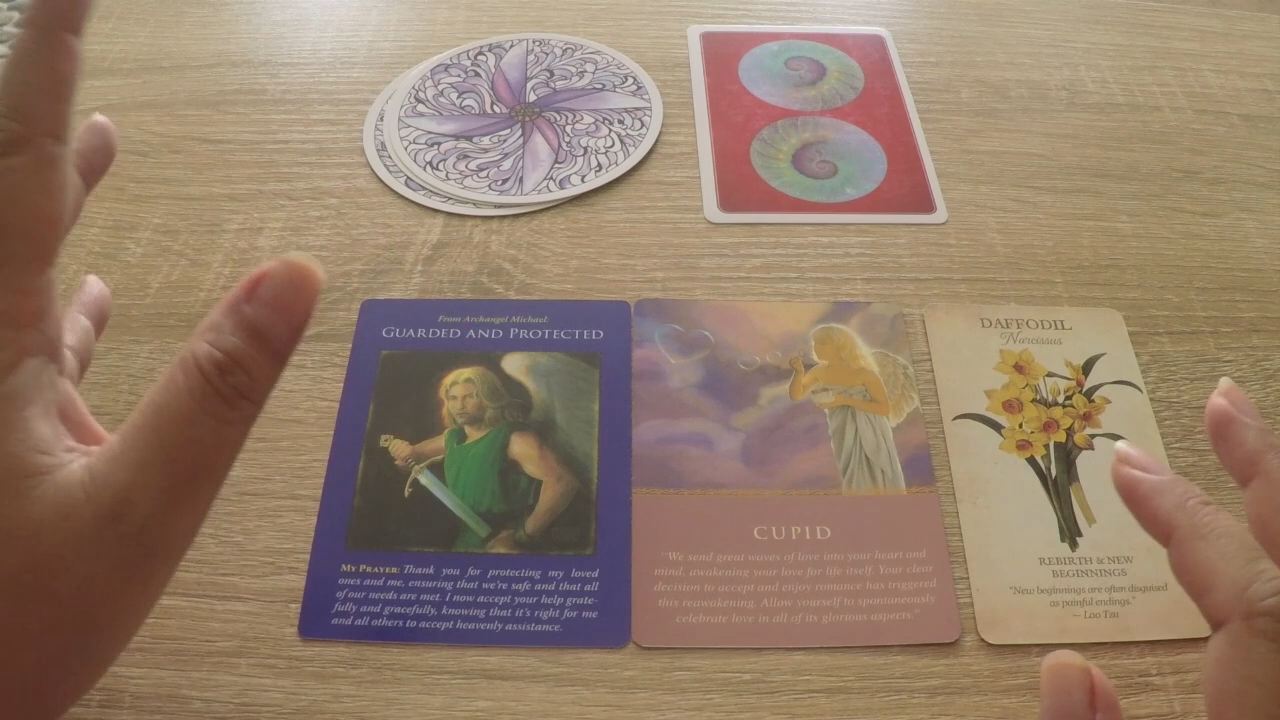 From Archangel Michael:
GUARDED AND PROTECTED
MY PRAYER: Thank you for protecting my loved
ones and me, ensuring that we're safe and that all
of our needs are met. I now accept your help grate-
fully and gracefully, knowing that it's right for me
and all others to accept heavenly assistance.
CUPID
"We send great waves of love into your heart and
mind, awakening your love for life itself. Your clear
decision to accept and enjoy romance has triggered
this reawakening. Allow yourself to spontaneously
celebrate love in all of its glorious aspects."
DAFFODIL
Narcissus
REBIRTH & NEW
BEGINNINGS
"New beginnings are often disguised
as painful endings."
~ Lao Tzu